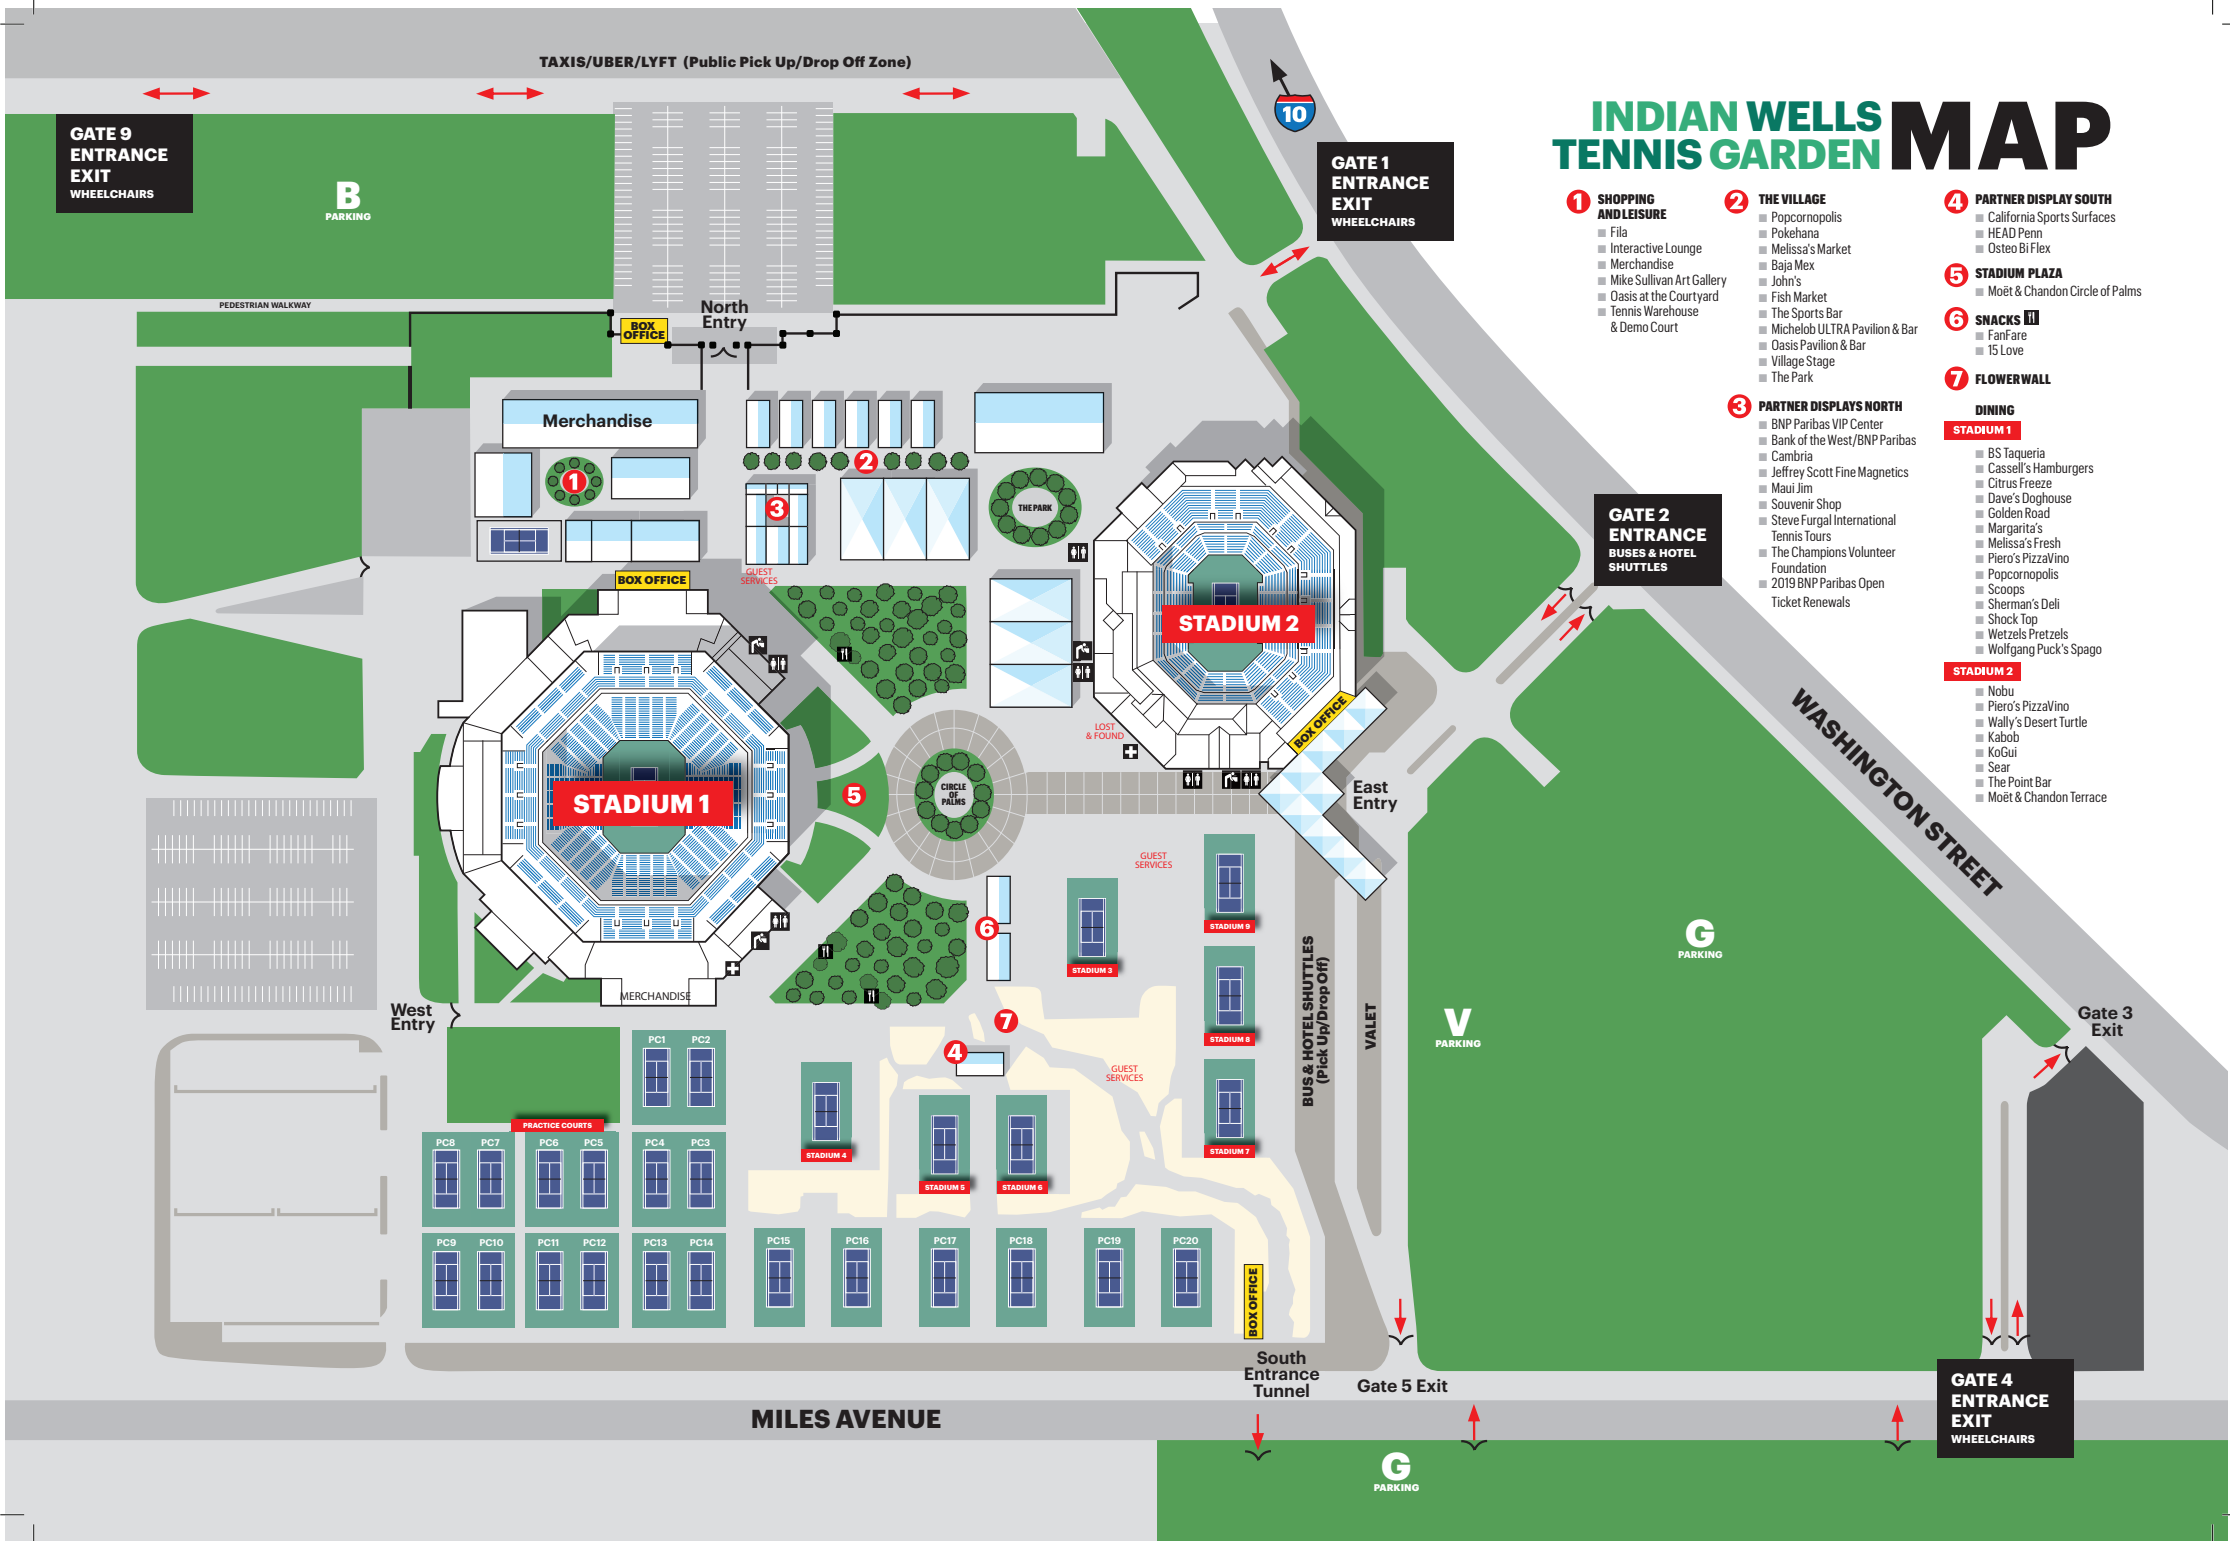 TAXIS/UBER/LYFT (Public Pick Up/Drop Off Zone)
GATE 9
ENTRANCE
EXIT
WHEELCHAIRS
B
PARKING
PEDESTRIAN WALKWAY
BOX
OFFICE
North
Entry
10
GATE 1
ENTRANCE
EXIT
WHEELCHAIRS
INDIAN WELLS
TENNIS GARDEN
MAP
1
SHOPPING
AND LEISURE
Fila
Interactive Lounge
Merchandise
Mike Sullivan Art Gallery
Oasis at the Courtyard
Tennis Warehouse
& Demo Court
2
THE VILLAGE
Popcornopolis
Pokehana
Melissa's Market
Baja Mex
John's
Fish Market
The Sports Bar
Michelob ULTRA Pavilion & Bar
Oasis Pavilion & Bar
Village Stage
The Park
3
PARTNER DISPLAYS NORTH
BNP Paribas VIP Center
Bank of the West/BNP Paribas
Cambria
Jeffrey Scott Fine Magnetics
Maui Jim
Souvenir Shop
Steve Furgal International
Tennis Tours
The Champions Volunteer
Foundation
2019 BNP Paribas Open
Ticket Renewals
4
PARTNER DISPLAY SOUTH
California Sports Surfaces
HEAD Penn
Osteo Bi Flex
5
STADIUM PLAZA
Moët & Chandon Circle of Palms
6
SNACKS
FanFare
15 Love
7
FLOWER WALL
DINING
STADIUM 1
BS Taqueria
Cassell's Hamburgers
Citrus Freeze
Dave's Doghouse
Golden Road
Margarita's
Melissa's Fresh
Piero's PizzaVino
Popcornopolis
Scoops
Sherman's Deli
Shock Top
Wetzels Pretzels
Wolfgang Puck's Spago
STADIUM 2
Nobu
Piero's PizzaVino
Wally's Desert Turtle
Kabob
KoGui
Sear
The Point Bar
Moët & Chandon Terrace
Merchandise
1
2
3
THE PARK
GUEST
SERVICES
BOX OFFICE
GATE 2
ENTRANCE
BUSES & HOTEL
SHUTTLES
STADIUM 2
BOX OFFICE
LOST
& FOUND
WASHINGTON STREET
STADIUM 1
5
CIRCLE
OF
PALMS
East
Entry
GUEST
SERVICES
6
STADIUM 3
STADIUM 9
STADIUM 8
STADIUM 7
BUS & HOTEL SHUTTLES
(Pick Up/Drop Off)
VALET
G
PARKING
V
PARKING
Gate 3
Exit
MERCHANDISE
West
Entry
7
4
GUEST
SERVICES
PC1 PC2
PRACTICE COURTS
PC8 PC7 PC6 PC5 PC4 PC3
STADIUM 4
STADIUM 5
STADIUM 6
PC9 PC10 PC11 PC12 PC13 PC14 PC15 PC16 PC17 PC18 PC19 PC20
BOX OFFICE
South
Entrance
Tunnel
Gate 5 Exit
GATE 4
ENTRANCE
EXIT
WHEELCHAIRS
MILES AVENUE
G
PARKING